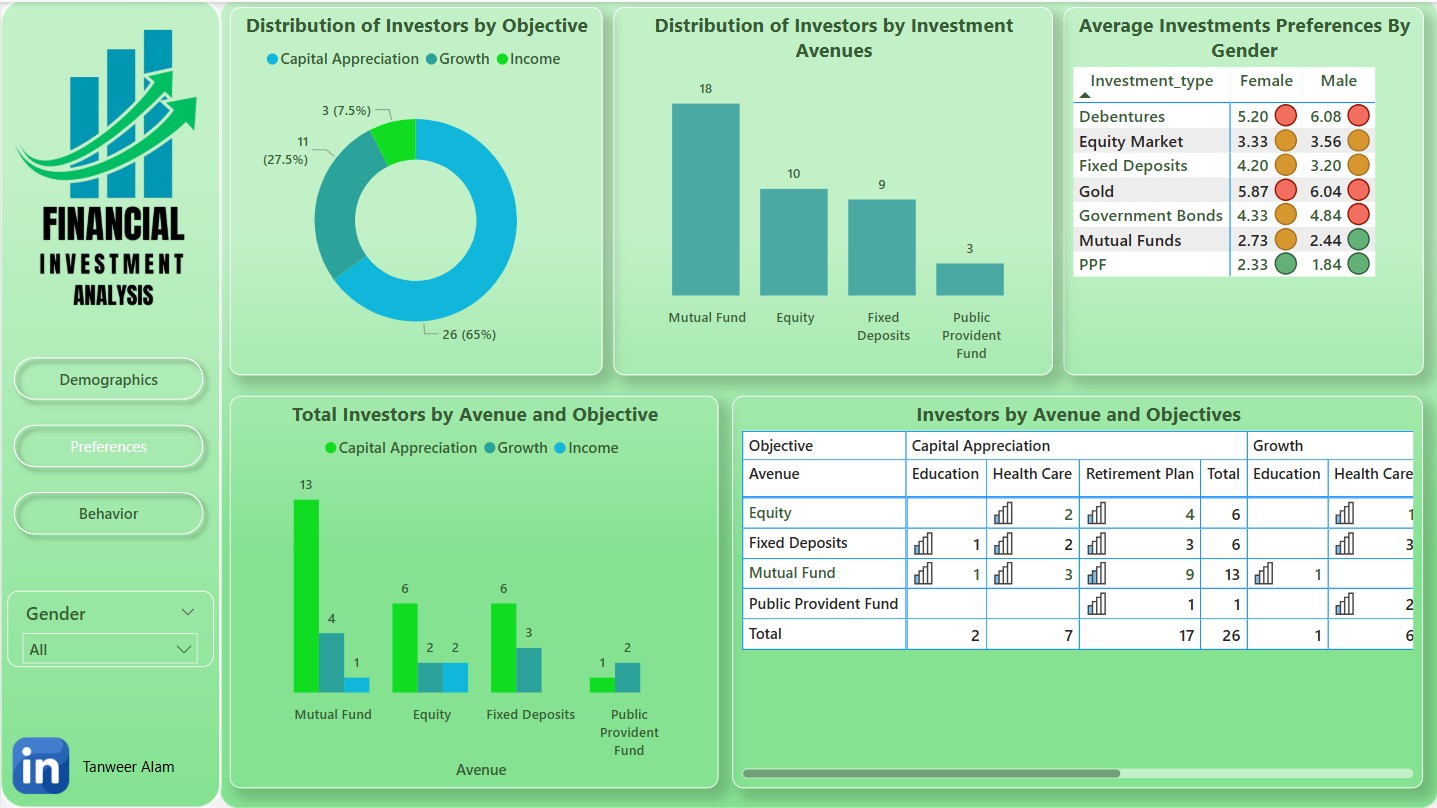 FINANCIAL
INVESTMENT
ANALYSIS
Demographics
Preferences
Behavior
Gender
All
in
Tanweer Alam
Distribution of Investors by Objective
Capital Appreciation Growth Income
3 (7.5%)
11
(27.5%)
26 (65%)
Distribution of Investors by Investment
Avenues
18
10
9
3
Mutual Fund Equity Fixed
Deposits Public
Provident
Fund
Average Investments Preferences By
Gender
Investment_type Female Male
Debentures 5.20 6.08
Equity Market 3.33 3.56
Fixed Deposits 4.20 3.20
Gold 5.87 6.04
Government Bonds 4.33 4.84
Mutual Funds 2.73 2.44
PPF 2.33 1.84
Total Investors by Avenue and Objective
Capital Appreciation Growth Income
13
4
1
6
2 2
6
3
1
2
Mutual Fund Equity Fixed Deposits Public
Provident
Fund
Avenue
Investors by Avenue and Objectives
Objective Capital Appreciation Growth
Avenue Education Health Care Retirement Plan Total Education Health Care
Equity 2 4 6 1
Fixed Deposits 1 2 3 6 3
Mutual Fund 1 3 9 13 1
Public Provident Fund 1 1 2
Total 2 7 17 26 1 6